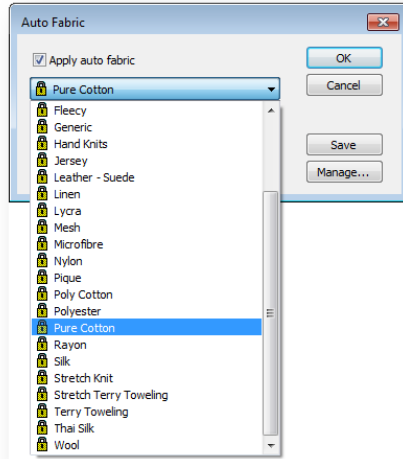 Auto Fabric
Apply auto fabric
OK
Pure Cotton
Cancel
Fleecy
Generic
Hand Knits
Save
Jersey
Leather - Suede
Manage...
Linen
Lycra
Mesh
Microfibre
Nylon
Pique
Poly Cotton
Polyester
Pure Cotton
Rayon
Silk
Stretch Knit
Stretch Terry Toweling
Terry Toweling
Thai Silk
Wool